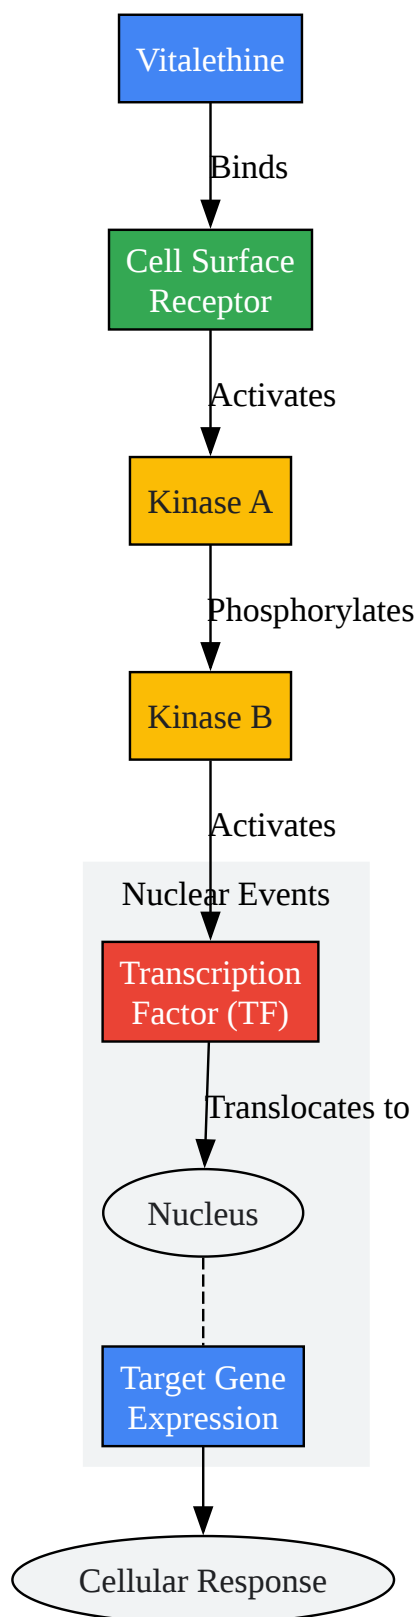 Vitalethine
Binds
Cell Surface
Receptor
Activates
Kinase A
Phosphorylates
Kinase B
Activates
Nuclear Events
Transcription
Factor (TF)
Translocates to
Nucleus
Target Gene
Expression
Cellular Response